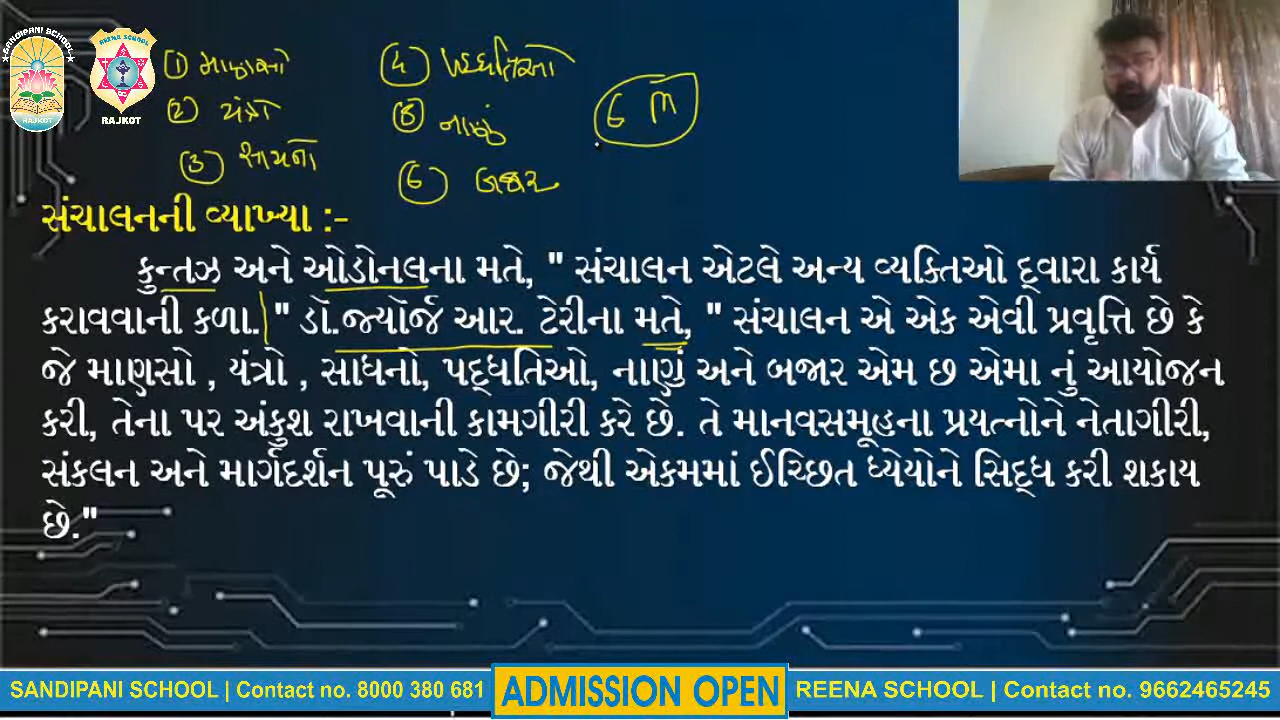 SANDIPANI SCHOOL
RAJKOT
REENA SCHOOL
RAJKOT
① માણસો
② યંત્રો
③ સાધનો
૪ પધ્ધતિઓ
⑤ નાણું
⑥ બજાર
6 M
સંચાલનની વ્યાખ્યા :-
કુન્તઝ અને ઓડોનલના મતે, " સંચાલન એટલે અન્ય વ્યક્તિઓ દ્વારા કાર્ય
કરાવવાની કળા. " ડૉ.જ્યૉર્જ આર. ટેરીના મતે, " સંચાલન એ એક એવી પ્રવૃત્તિ છે કે
જે માણસો , યંત્રો , સાધનો, પદ્ધતિઓ, નાણું અને બજાર એમ છ એમા નું આયોજન
કરી, તેના પર અંકુશ રાખવાની કામગીરી કરે છે. તે માનવસમૂહના પ્રયત્નોને નેતાગીરી,
સંકલન અને માર્ગદર્શન પૂરું પાડે છે; જેથી એકમમાં ઈચ્છિત ધ્યેયોને સિદ્ધ કરી શકાય
છે."
SANDIPANI SCHOOL | Contact no. 8000 380 681
ADMISSION OPEN
REENA SCHOOL | Contact no. 9662465245